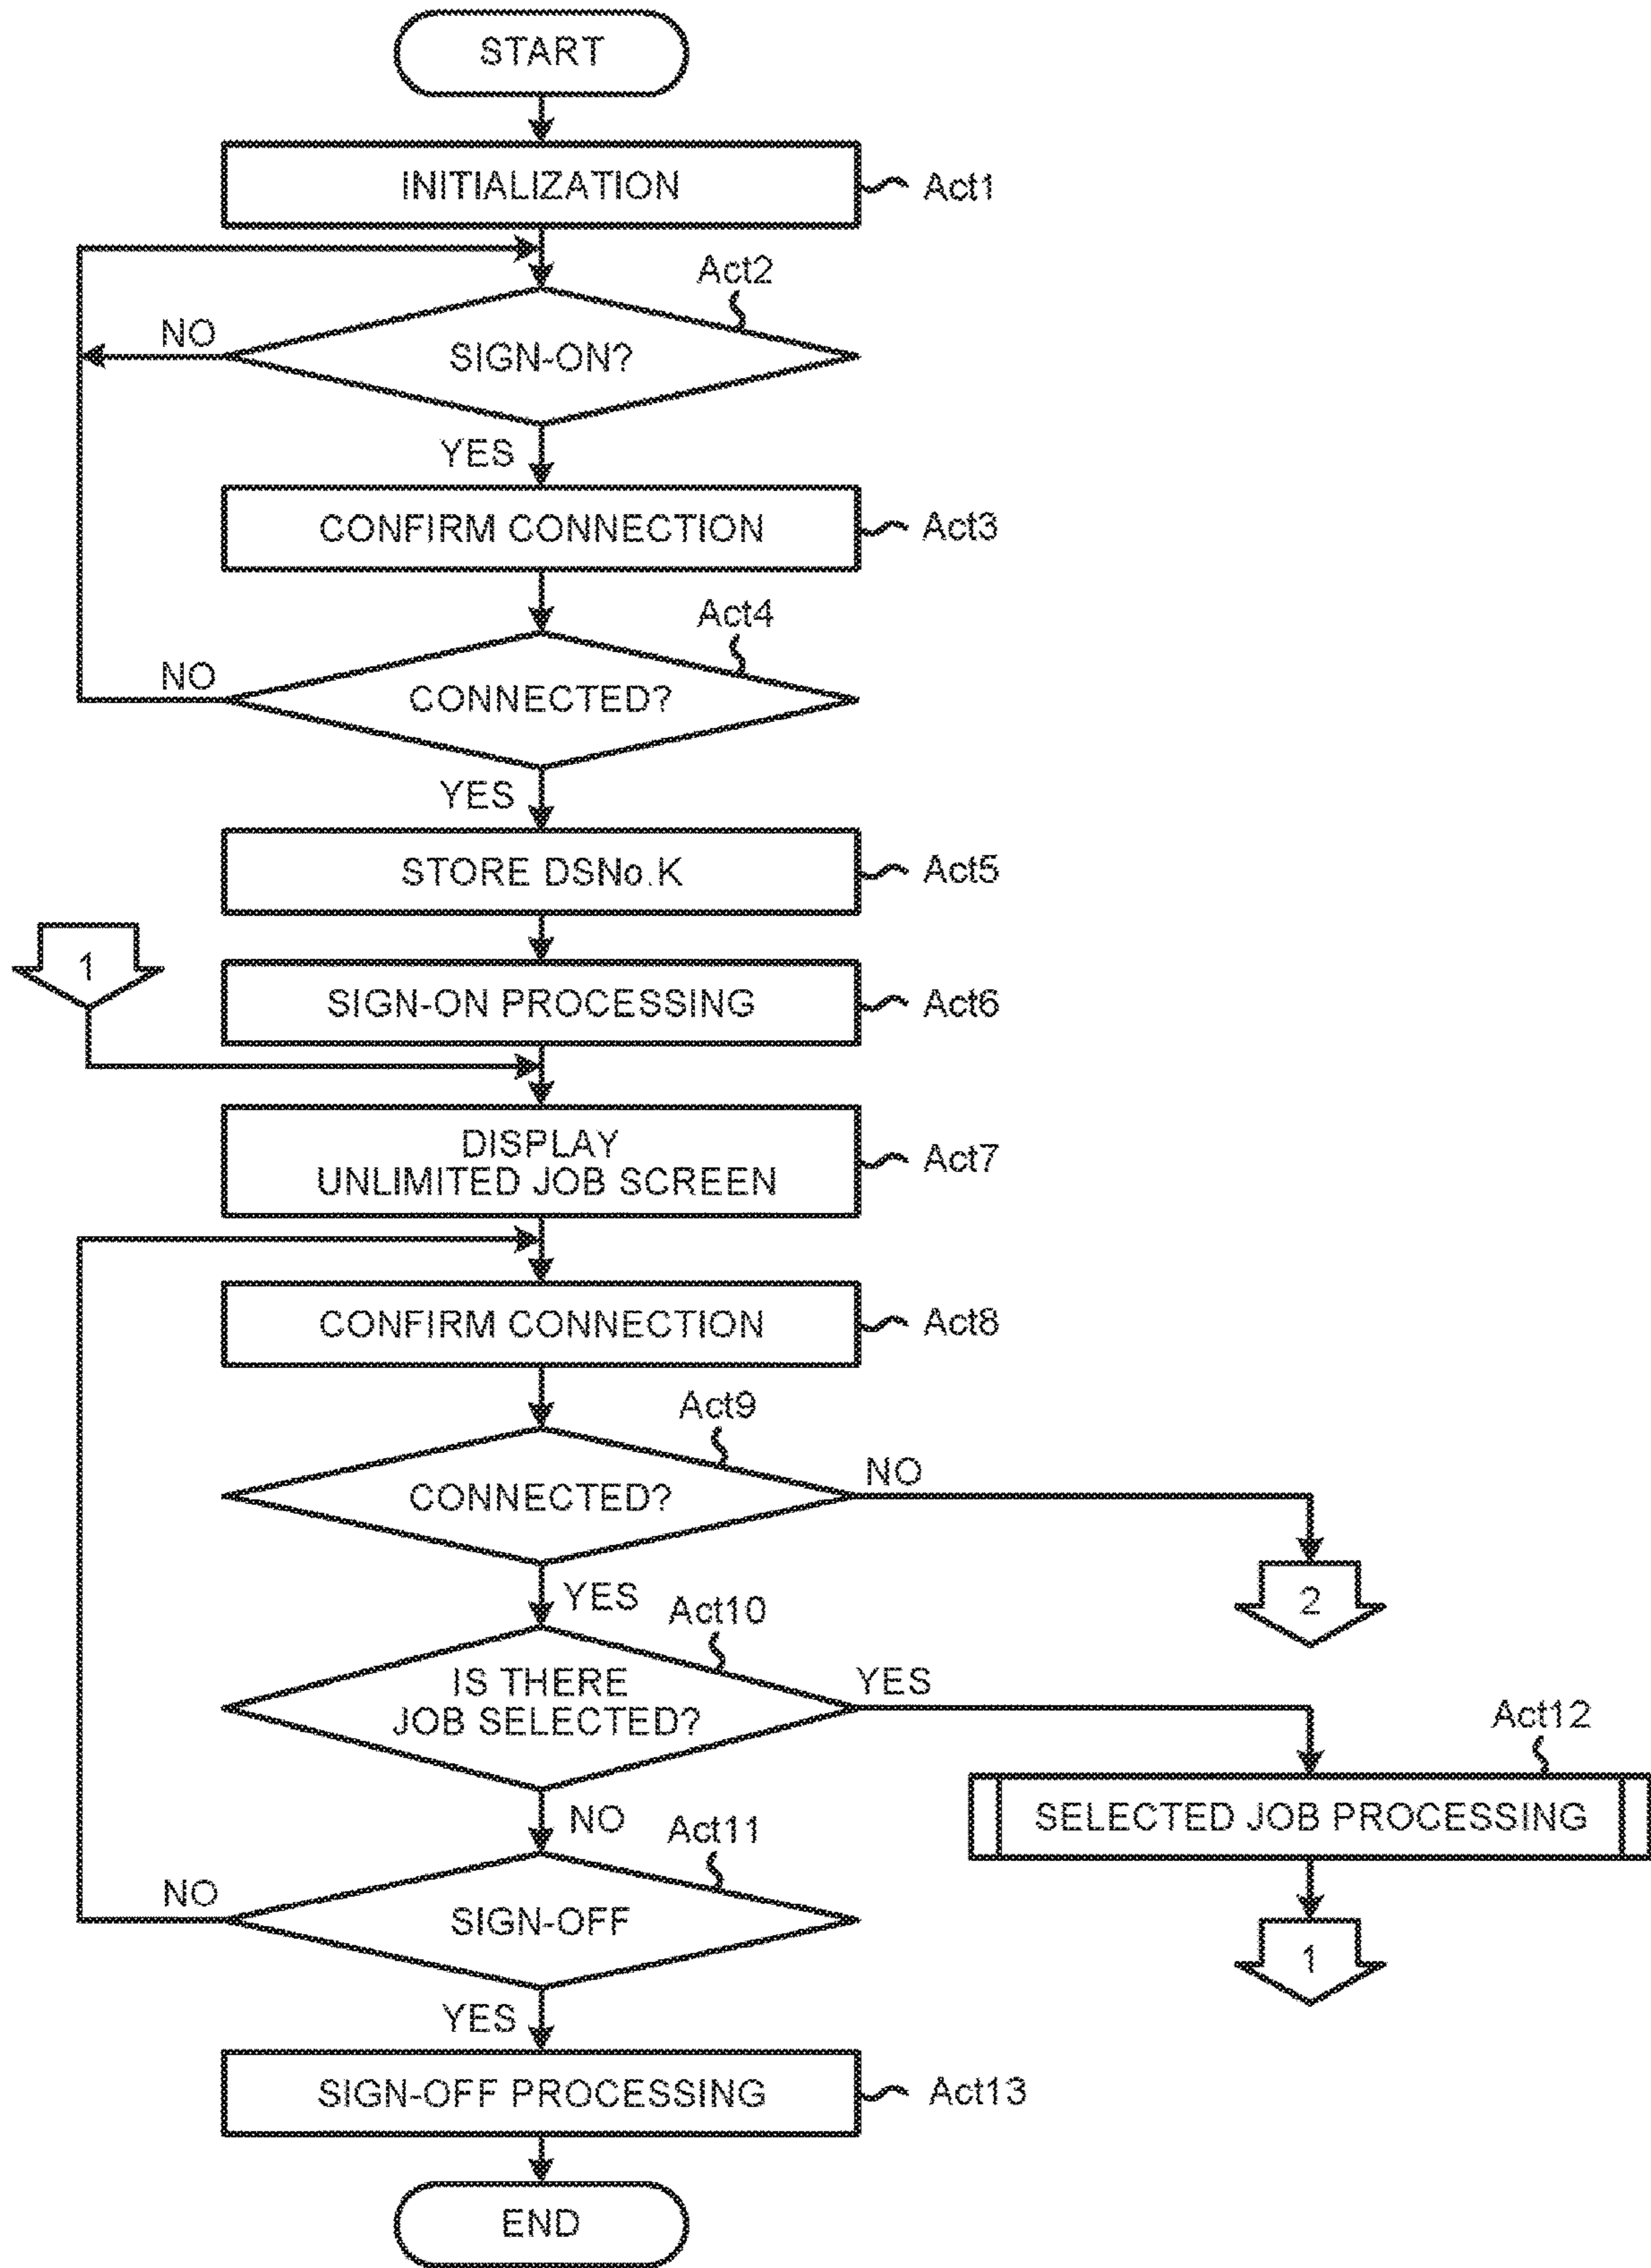 START
INITIALIZATION
Act1
Act2
NO
SIGN-ON?
YES
CONFIRM CONNECTION
Act3
Act4
NO
CONNECTED?
YES
STORE DSNo.K
Act5
1
SIGN-ON PROCESSING
Act6
DISPLAY
UNLIMITED JOB SCREEN
Act7
CONFIRM CONNECTION
Act8
Act9
NO
CONNECTED?
YES
2
Act10
IS THERE
JOB SELECTED?
YES
Act12
SELECTED JOB PROCESSING
NO
Act11
NO
SIGN-OFF
1
YES
SIGN-OFF PROCESSING
Act13
END